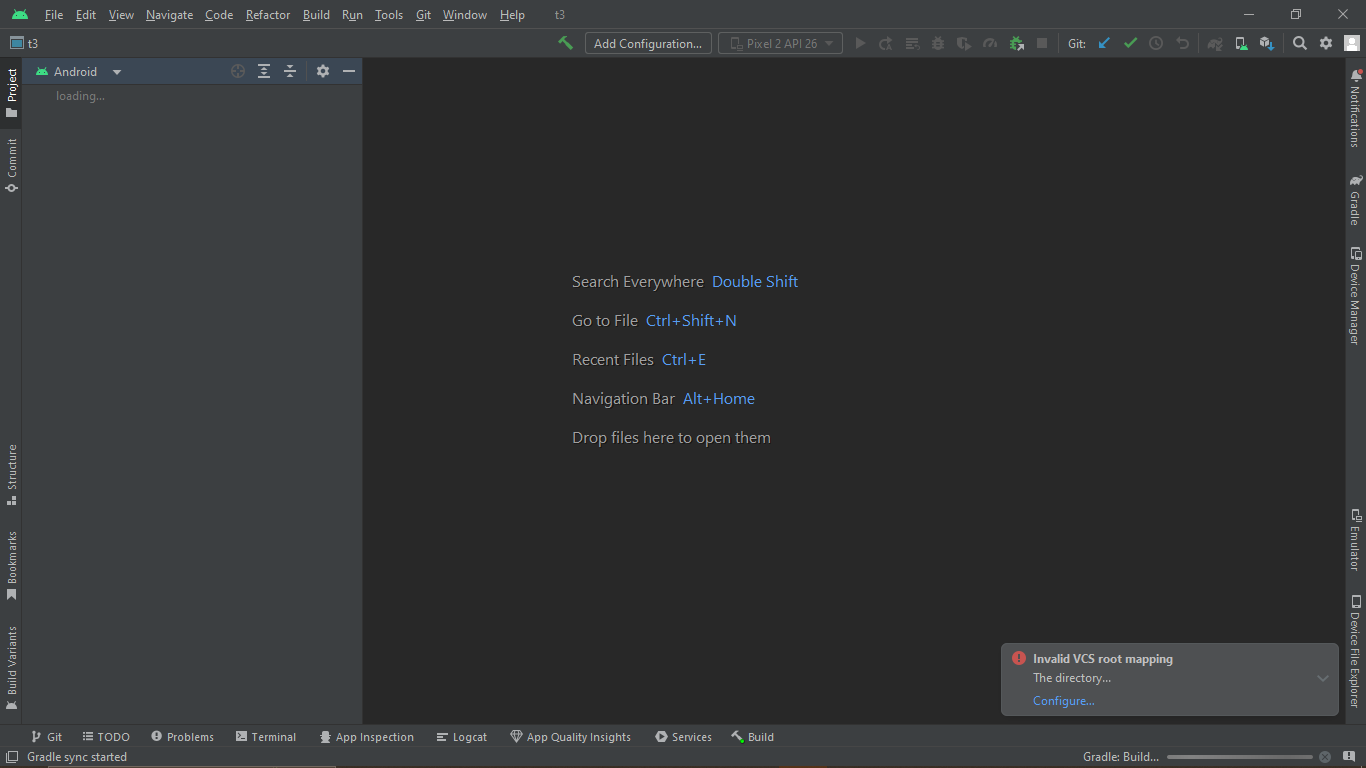 File Edit View Navigate Code Refactor Build Run Tools Git Window Help t3
t3 Add Configuration... Pixel 2 API 26 Git:
Project
Android
loading...
Commit
Structure
Bookmarks
Build Variants
Search Everywhere Double Shift
Go to File Ctrl+Shift+N
Recent Files Ctrl+E
Navigation Bar Alt+Home
Drop files here to open them
Notifications
Gradle
Device Manager
Emulator
Device File Explorer
Invalid VCS root mapping
The directory...
Configure...
Git TODO Problems Terminal App Inspection Logcat App Quality Insights Services Build
Gradle sync started Gradle: Build...